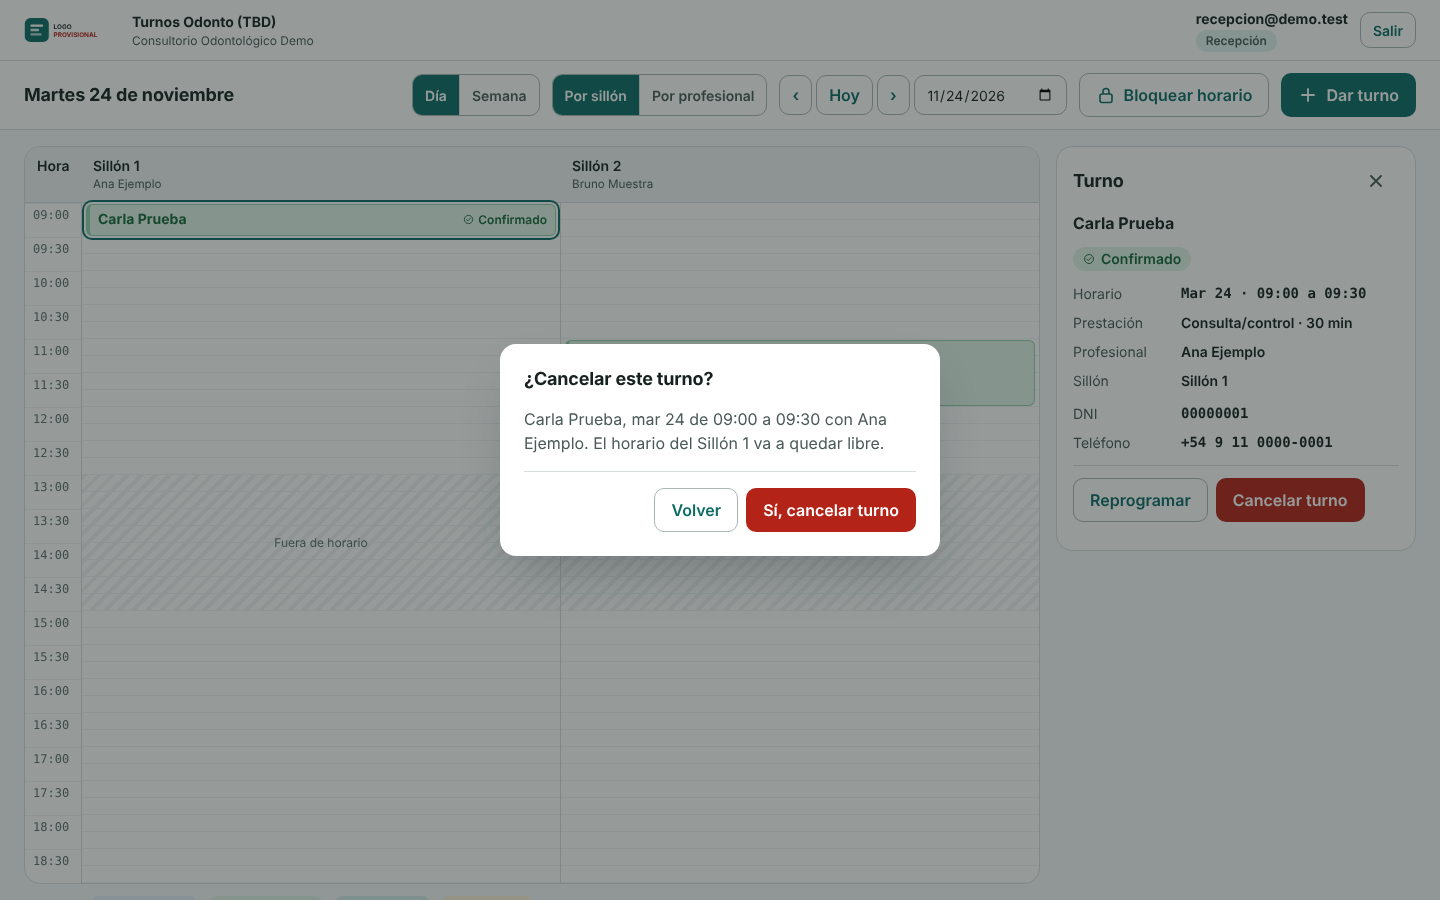 LOGO
PROVISIONAL
Turnos Odonto (TBD)
Consultorio Odontológico Demo
recepcion@demo.test
Recepción
Salir
Martes 24 de noviembre
Día
Semana
Por sillón
Por profesional
‹
Hoy
›
11/24/2026
Bloquear horario
Dar turno
Hora
Sillón 1
Ana Ejemplo
Sillón 2
Bruno Muestra
09:00
Carla Prueba
Confirmado
09:30
10:00
10:30
11:00
11:30
12:00
12:30
13:00
13:30
Fuera de horario
14:00
14:30
15:00
15:30
16:00
16:30
17:00
17:30
18:00
18:30
¿Cancelar este turno?
Carla Prueba, mar 24 de 09:00 a 09:30 con Ana
Ejemplo. El horario del Sillón 1 va a quedar libre.
Volver
Sí, cancelar turno
Turno
Carla Prueba
Confirmado
Horario Mar 24 · 09:00 a 09:30
Prestación Consulta/control · 30 min
Profesional Ana Ejemplo
Sillón Sillón 1
DNI 00000001
Teléfono +54 9 11 0000-0001
Reprogramar
Cancelar turno